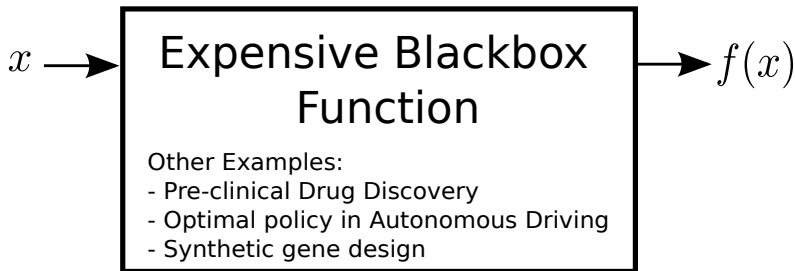 x
Expensive Blackbox
Function
f(x)
Other Examples:
- Pre-clinical Drug Discovery
- Optimal policy in Autonomous Driving
- Synthetic gene design